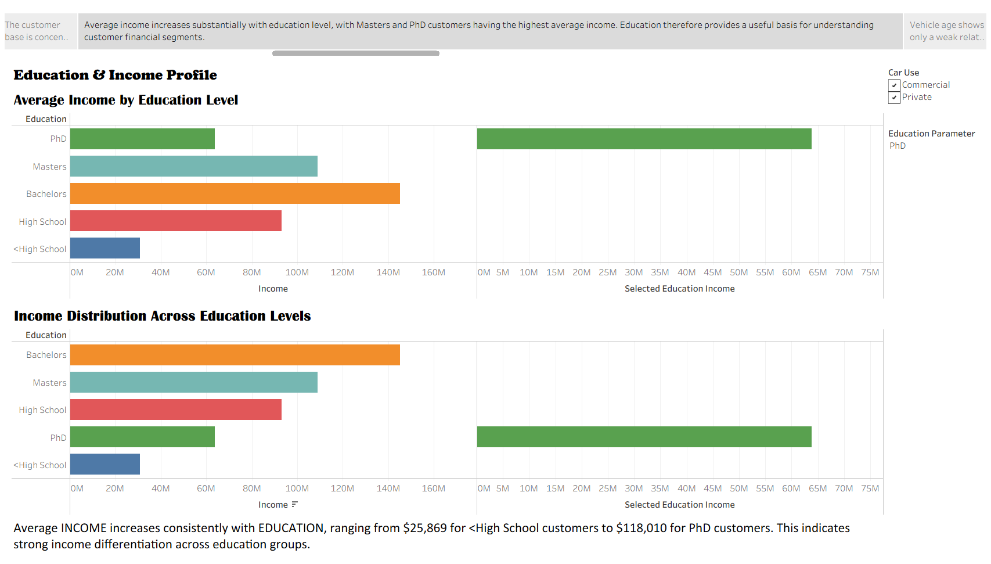 The customer
base is concen..
Average income increases substantially with education level, with Masters and PhD customers having the highest average income. Education therefore provides a useful basis for understanding
customer financial segments.
Vehicle age shows
only a weak relat..
Education & Income Profile
Car Use
Commercial
Private
Average Income by Education Level
Education
PhD
Masters
Bachelors
High School
<High School
0M 20M 40M 60M 80M 100M 120M 140M 160M
0M 5M 10M 15M 20M 25M 30M 35M 40M 45M 50M 55M 60M 65M 70M 75M
Income
Selected Education Income
Education Parameter
PhD
Income Distribution Across Education Levels
Education
Bachelors
Masters
High School
PhD
<High School
0M 20M 40M 60M 80M 100M 120M 140M 160M
0M 5M 10M 15M 20M 25M 30M 35M 40M 45M 50M 55M 60M 65M 70M 75M
Income
Selected Education Income
Average INCOME increases consistently with EDUCATION, ranging from $25,869 for <High School customers to $118,010 for PhD customers. This indicates
strong income differentiation across education groups.